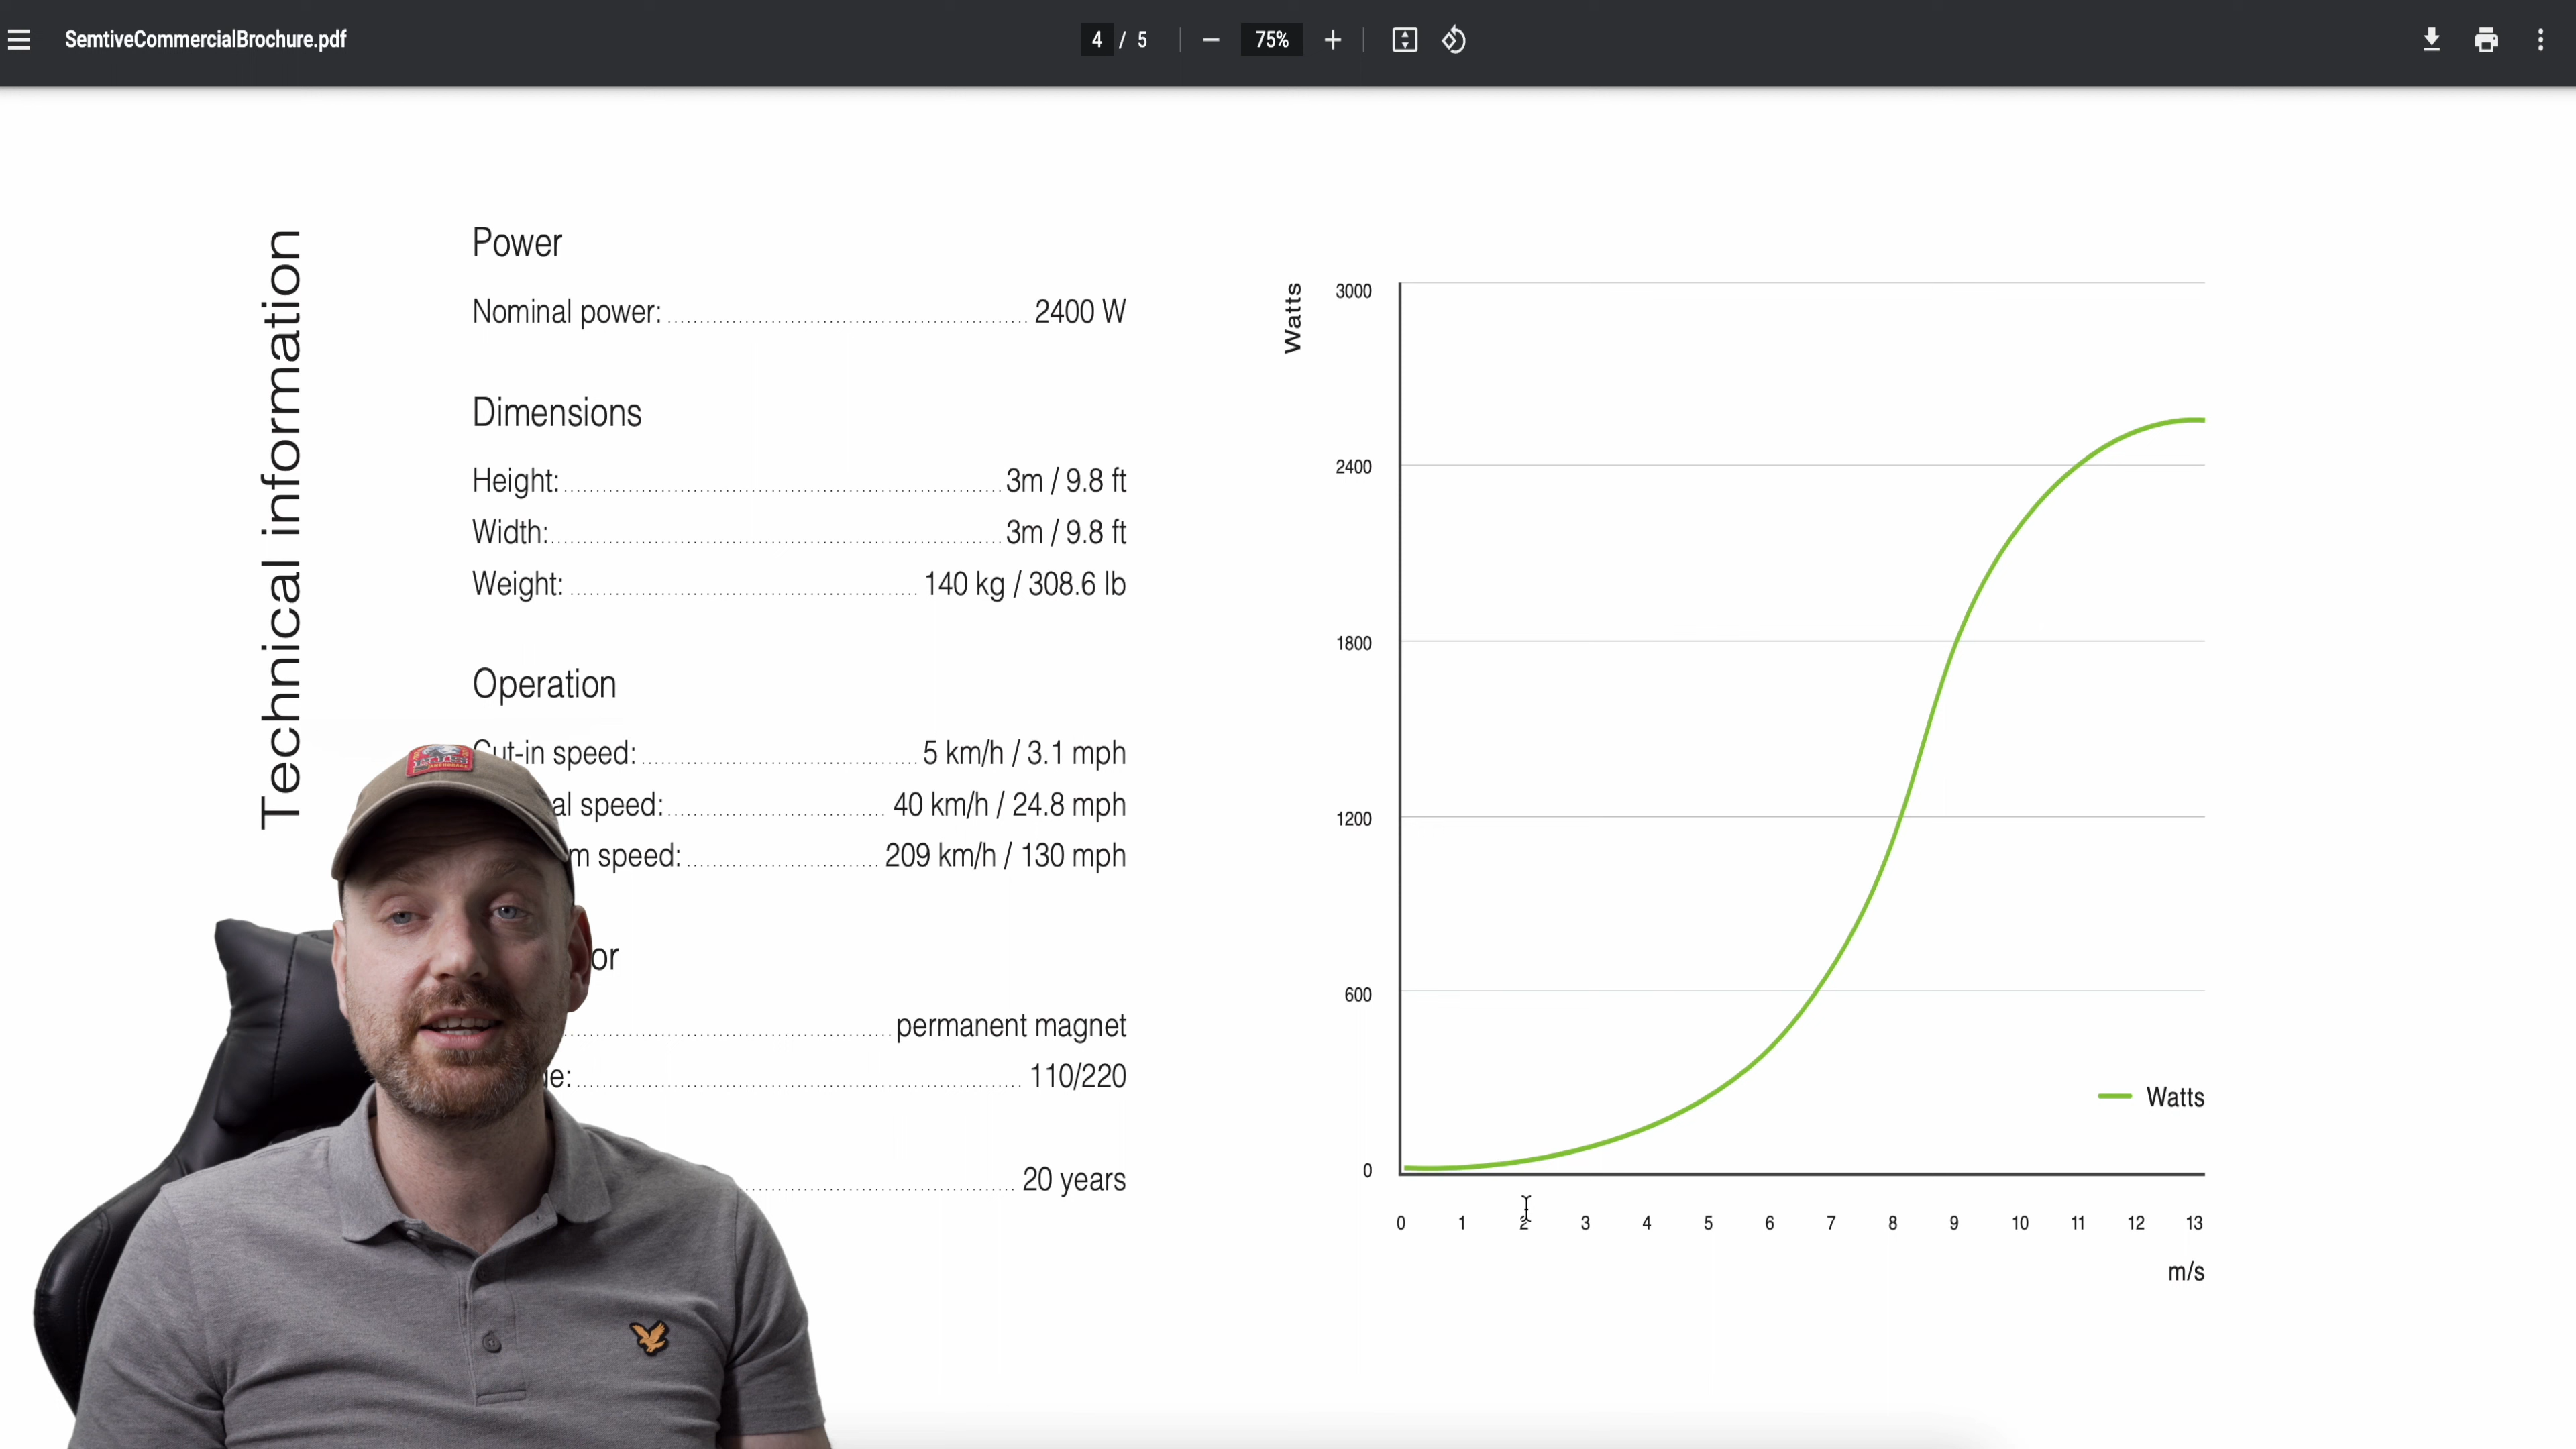 SemtiveCommercialBrochure.pdf
4 / 5
75%
Technical information
Power
Nominal power: 2400 W
Dimensions
Height: 3m / 9.8 ft
Width: 3m / 9.8 ft
Weight: 140 kg / 308.6 lb
Operation
Cut-in speed: 5 km/h / 3.1 mph
al speed: 40 km/h / 24.8 mph
m speed: 209 km/h / 130 mph
or
permanent magnet
e: 110/220
20 years
Watts
3000
2400
1800
1200
600
0
0 1 2 3 4 5 6 7 8 9 10 11 12 13
m/s
Watts